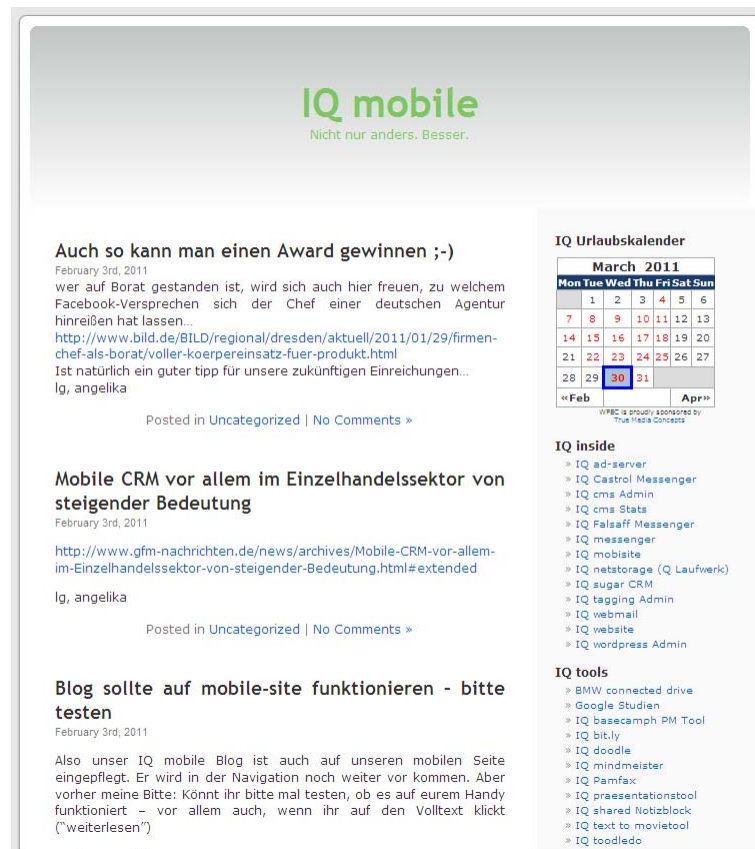 IQ mobile
Nicht nur anders. Besser.
Auch so kann man einen Award gewinnen ;-)
February 3rd, 2011
wer auf Borat gestanden ist, wird sich auch hier freuen, zu welchem
Facebook-Versprechen sich der Chef einer deutschen Agentur
hinreißen hat lassen…
http://www.bild.de/BILD/regional/dresden/aktuell/2011/01/29/firmen-
chef-als-borat/voller-koerpereinsatz-fuer-produkt.html
Ist natürlich ein guter tipp für unsere zukünftigen Einreichungen…
lg, angelika
Posted in Uncategorized | No Comments »
Mobile CRM vor allem im Einzelhandelssektor von
steigender Bedeutung
February 3rd, 2011
http://www.gfm-nachrichten.de/news/archives/Mobile-CRM-vor-allem-
im-Einzelhandelssektor-von-steigender-Bedeutung.html#extended
lg, angelika
Posted in Uncategorized | No Comments »
Blog sollte auf mobile-site funktionieren – bitte
testen
February 3rd, 2011
Also unser IQ mobile Blog ist auch auf unseren mobilen Seite
eingepflegt. Er wird in der Navigation noch weiter vor kommen. Aber
vorher meine Bitte: Könnt ihr bitte mal testen, ob es auf eurem Handy
funktioniert – vor allem auch, wenn ihr auf den Volltext klickt
("weiterlesen")
IQ Urlaubskalender
March 2011
Mon Tue Wed Thu Fri Sat Sun
1 2 3 4 5 6
7 8 9 10 11 12 13
14 15 16 17 18 19 20
21 22 23 24 25 26 27
28 29 30 31
«Feb Apr»
WPBC is proudly sponsored by
True Media Concepts
IQ inside
» IQ ad-server
» IQ Castrol Messenger
» IQ cms Admin
» IQ cms Stats
» IQ Falsaff Messenger
» IQ messenger
» IQ mobisite
» IQ netstorage (Q Laufwerk)
» IQ sugar CRM
» IQ tagging Admin
» IQ webmail
» IQ website
» IQ wordpress Admin
IQ tools
» BMW connected drive
» Google Studien
» IQ basecamph PM Tool
» IQ bit.ly
» IQ doodle
» IQ mindmeister
» IQ Pamfax
» IQ praesentationstool
» IQ shared Notizblock
» IQ text to movietool
» IQ toodledo